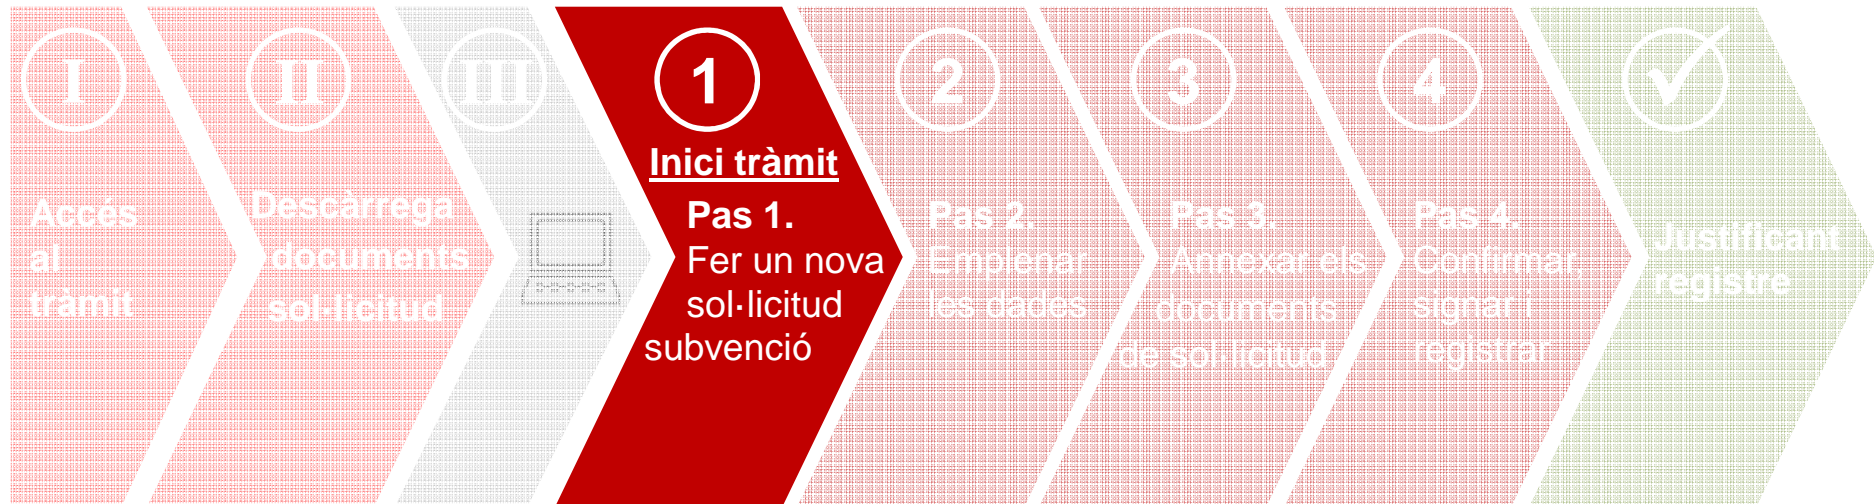 I
Accés
al
tràmit
II
Descàrrega
documents
sol·licitud
III
1
Inici tràmit
Pas 1.
Fer un nova
sol·licitud
subvenció
2
Pas 2.
Emplenar
les dades
3
Pas 3.
Annexar els
documents
de sol·licitud
4
Pas 4.
Confirmar,
signar i
registrar
Justificant
registre